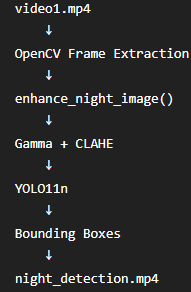 video1.mp4
↓
OpenCV Frame Extraction
↓
enhance_night_image()
↓
Gamma + CLAHE
↓
YOLO11n
↓
Bounding Boxes
↓
night_detection.mp4